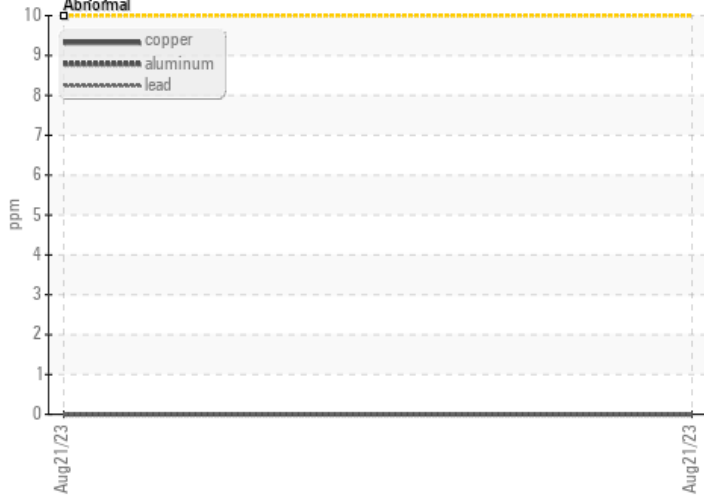 Abnormal
10
9
8
7
6
5
4
3
2
1
0
ppm
copper
aluminum
lead
Aug21/23
Aug21/23